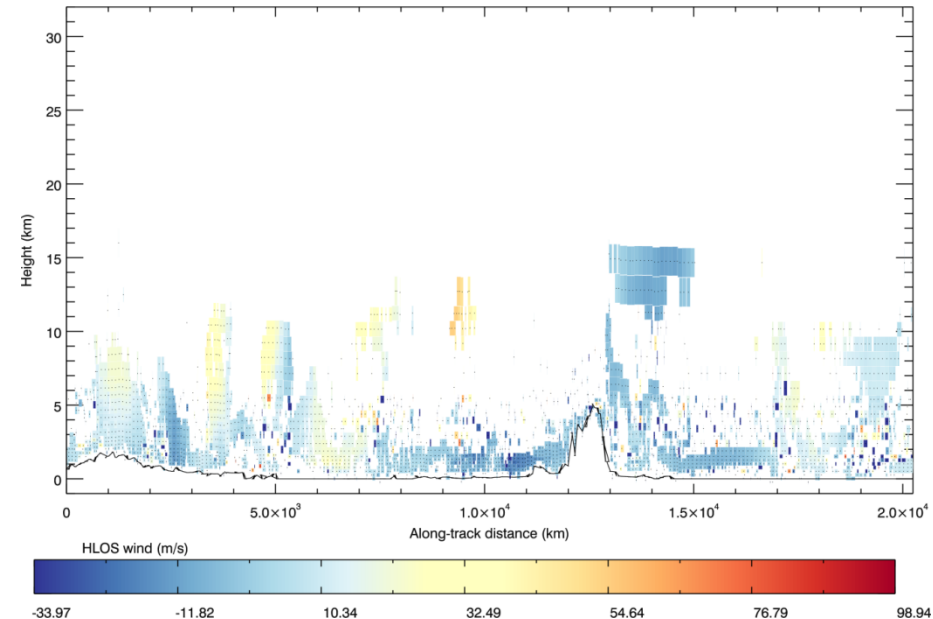 30
25
20
15
10
5
0
Height (km)
0 5.0×10³ 1.0×10⁴ 1.5×10⁴ 2.0×10⁴
Along-track distance (km)
HLOS wind (m/s)
-33.97 -11.82 10.34 32.49 54.64 76.79 98.94